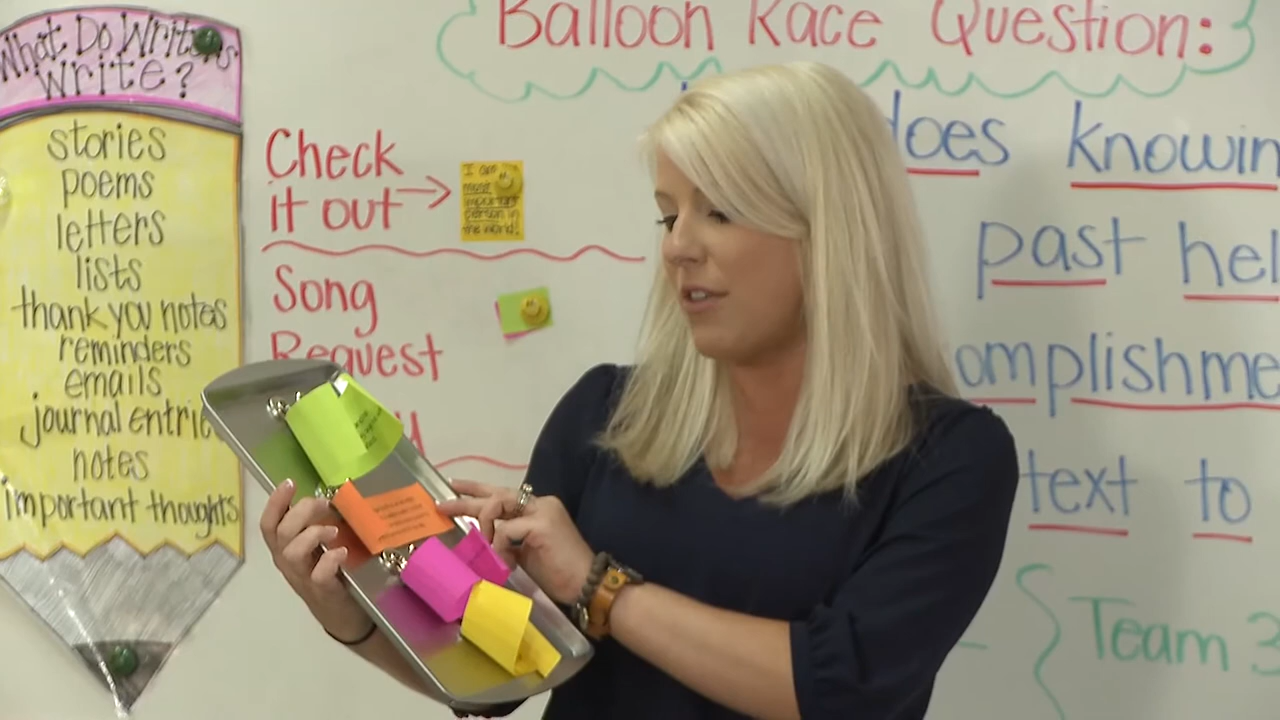 What Do Writ s
Write?
stories
poems
letters
lists
thank you notes
reminders
emails
journal entrie
notes
important thoughts
Check
it out
I am
most
important
person in
the world!
Song
Request
Balloon Race Question:
does knowin
past hel
omplishme
text to
Team 3